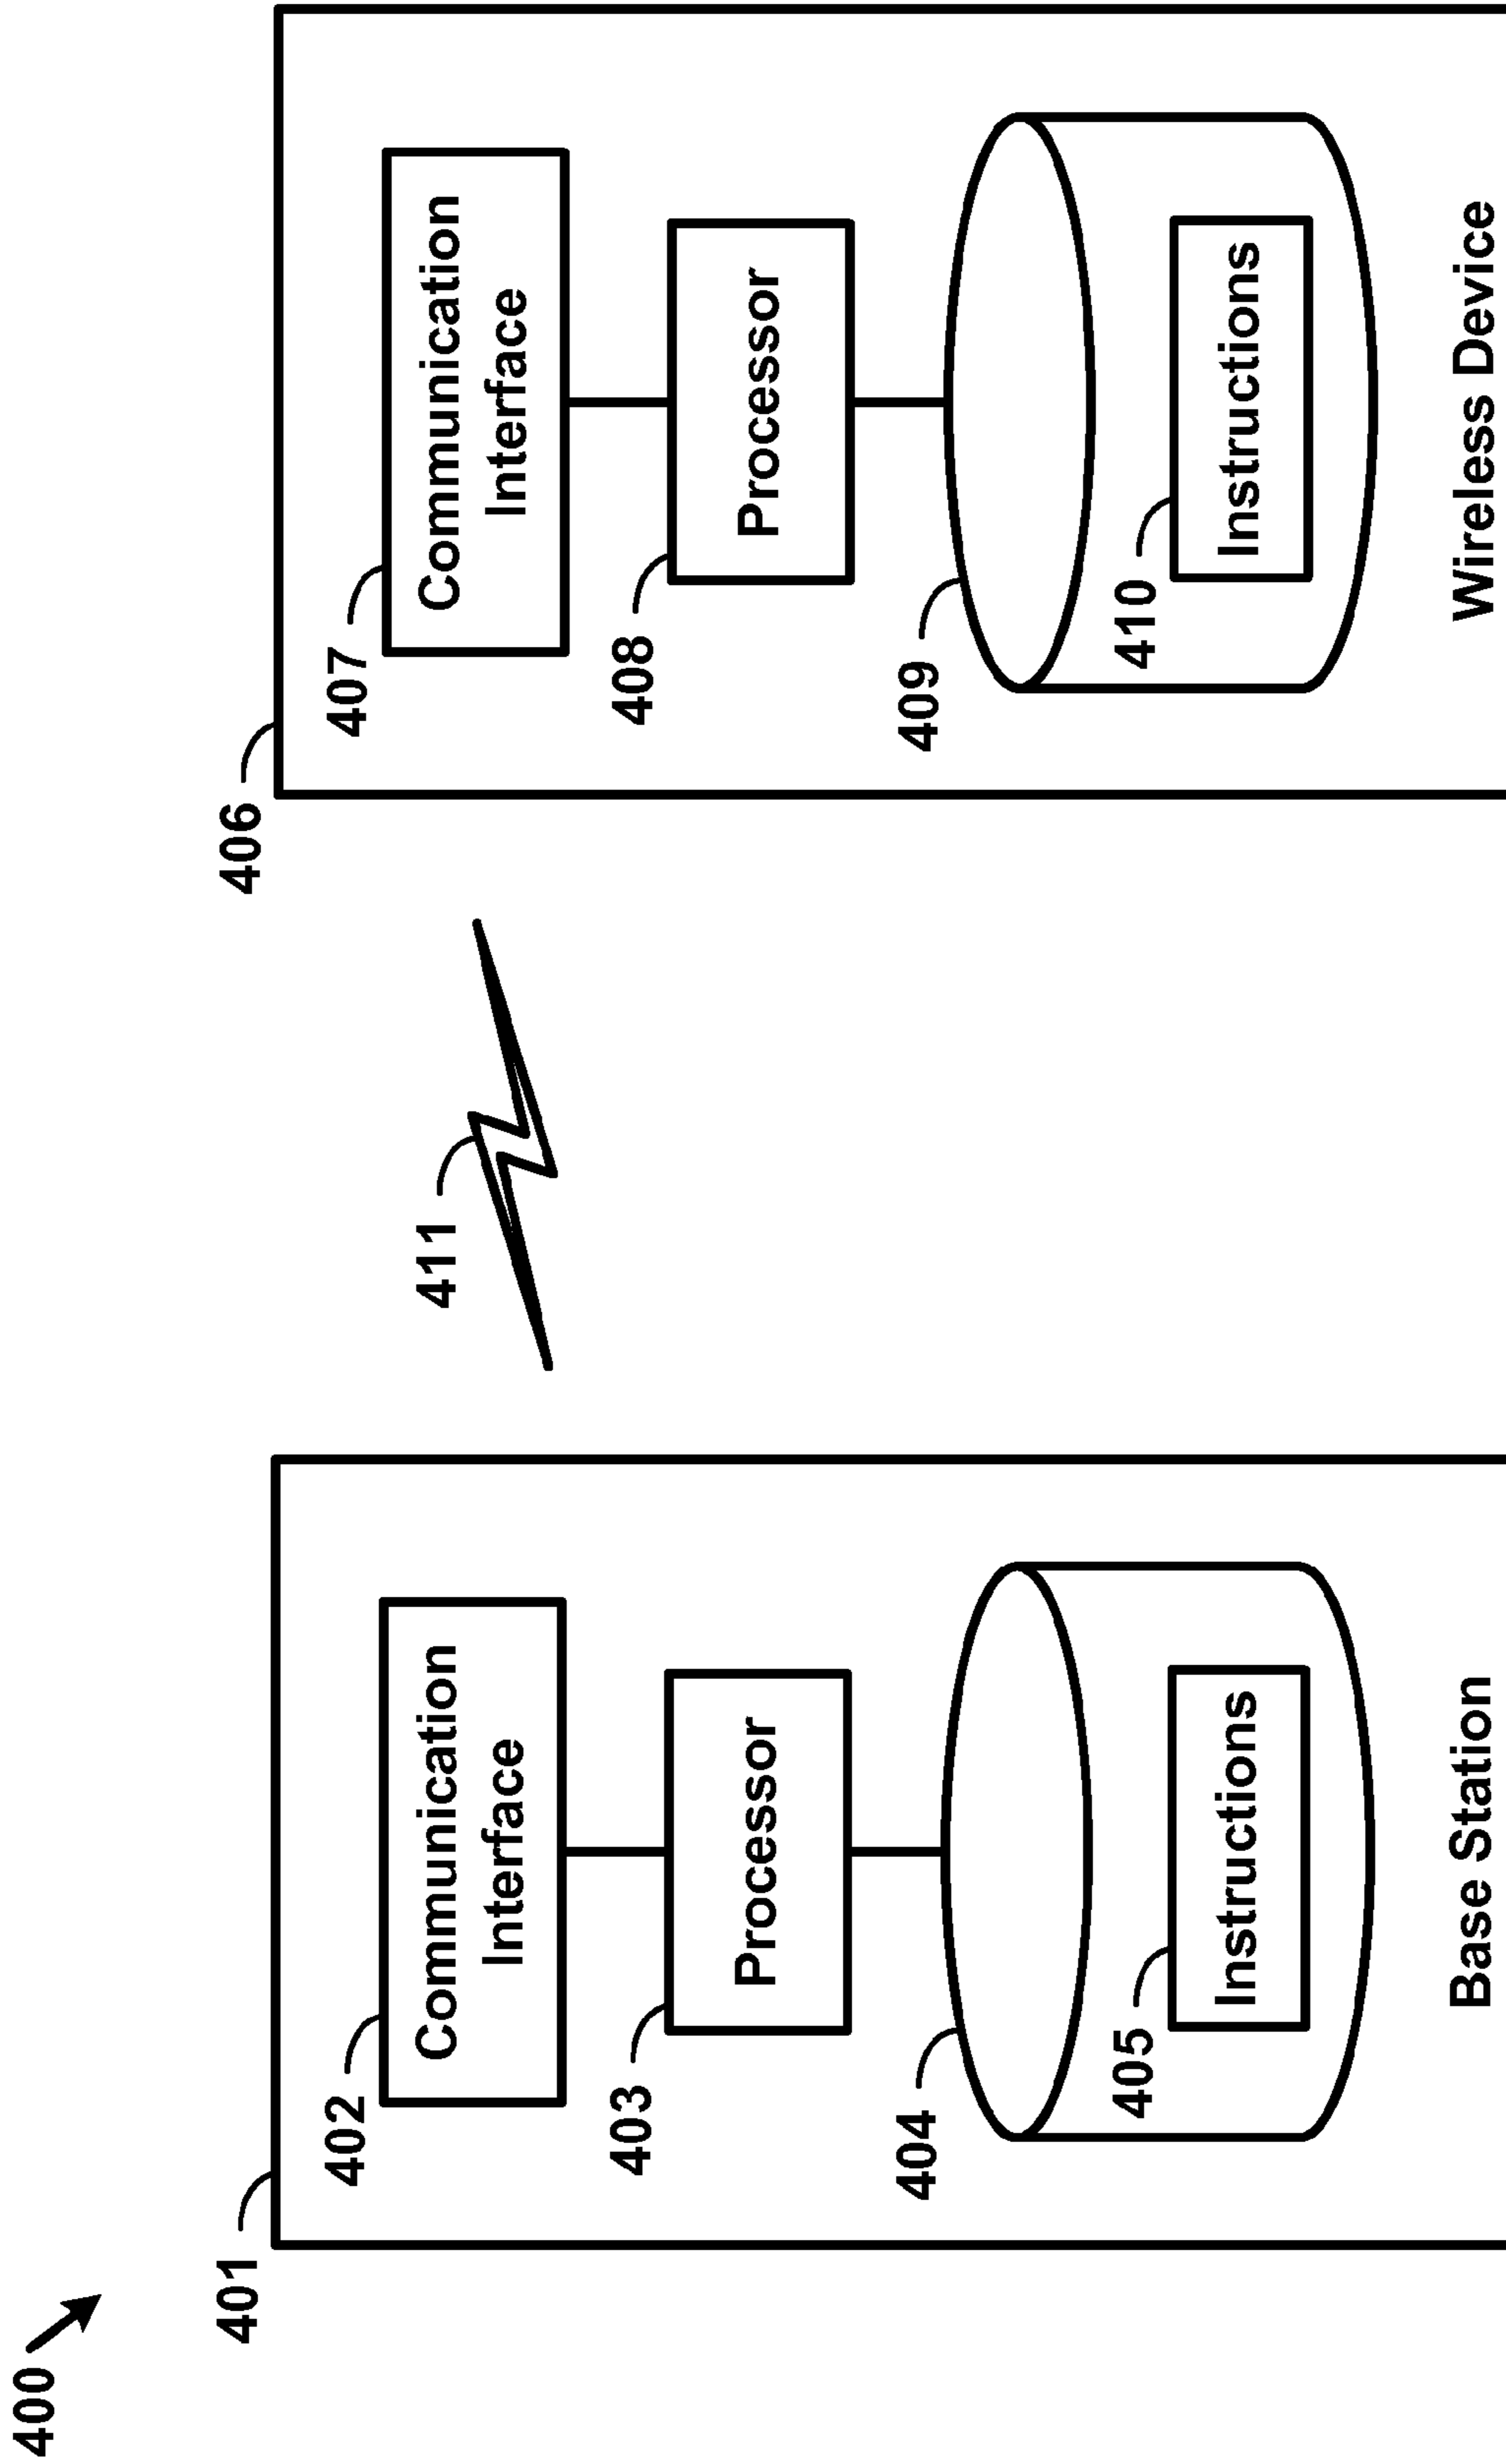 400
401
402
Communication
Interface
403
Processor
404
405
Instructions
Base Station
411
406
407
Communication
Interface
408
Processor
409
410
Instructions
Wireless Device